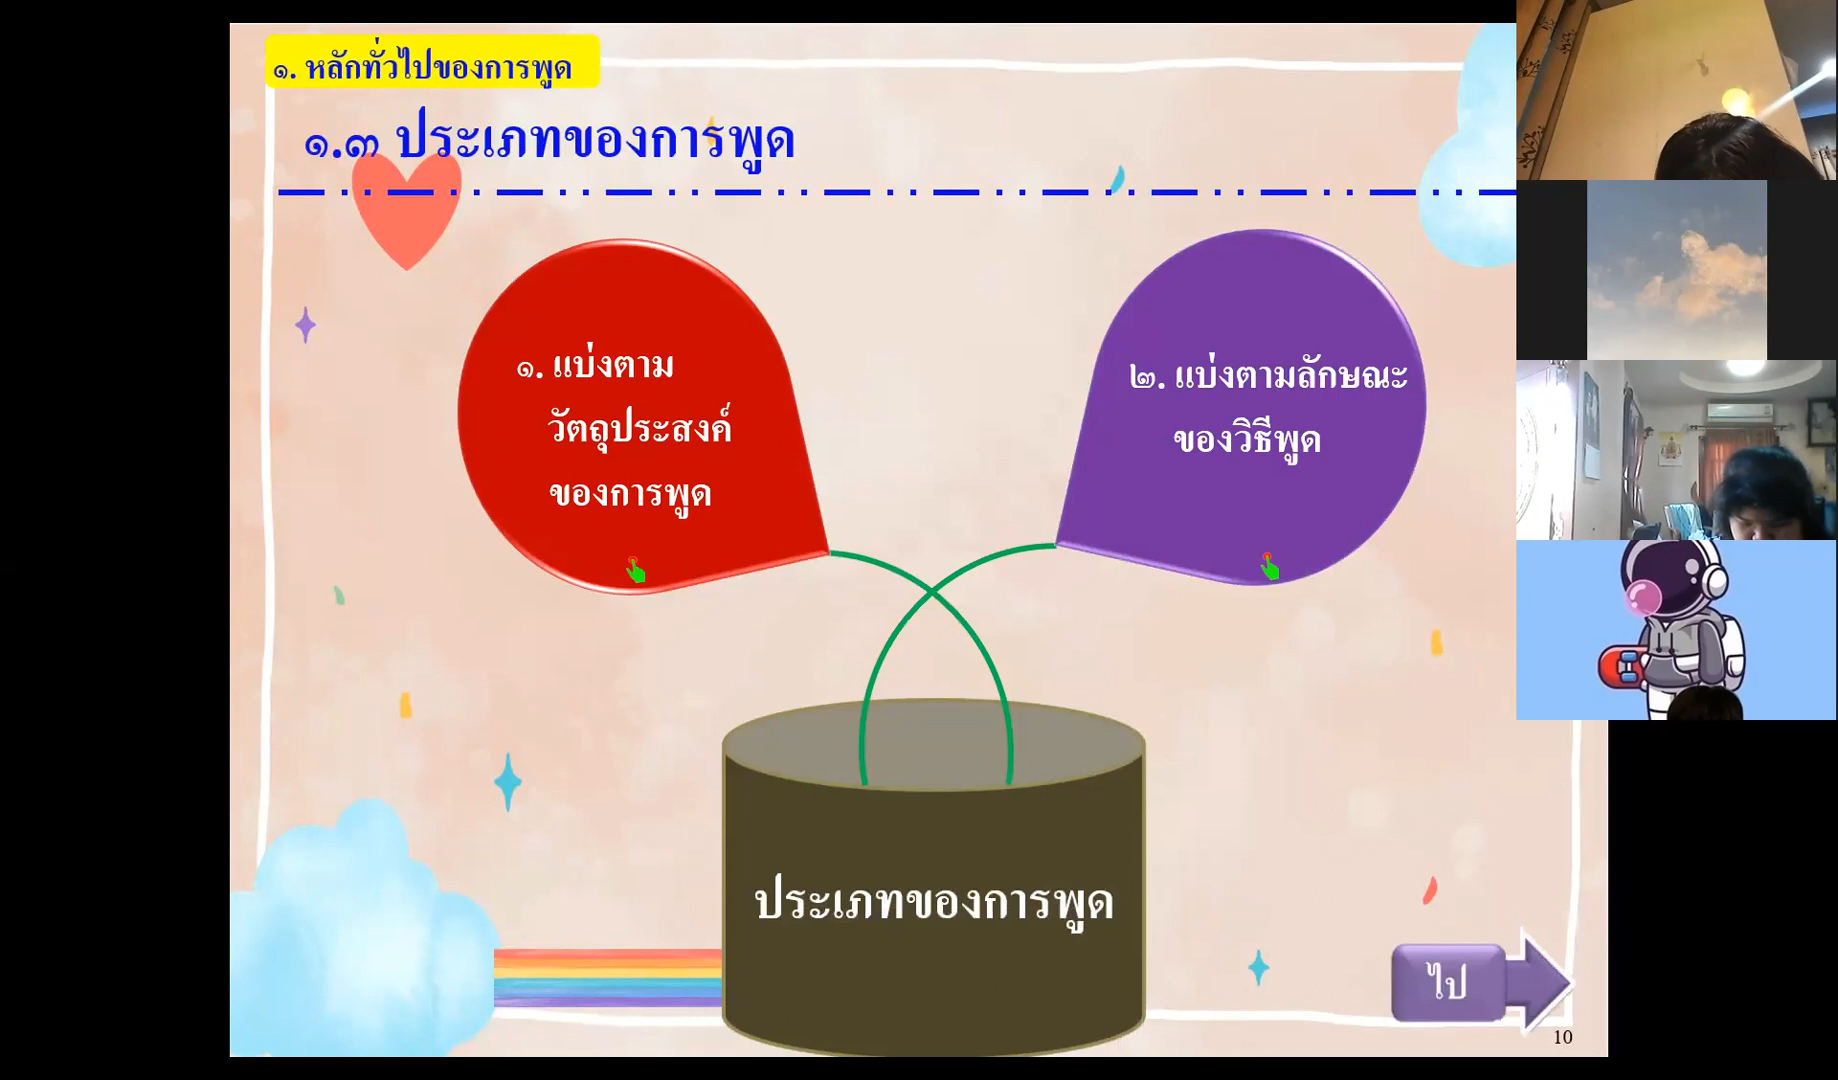 ๑. หลักทั่วไปของการพูด
๑.๓ ประเภทของการพูด
๑. แบ่งตาม
วัตถุประสงค์
ของการพูด
๒. แบ่งตามลักษณะ
ของวิธีพูด
ประเภทของการพูด
ไป
10